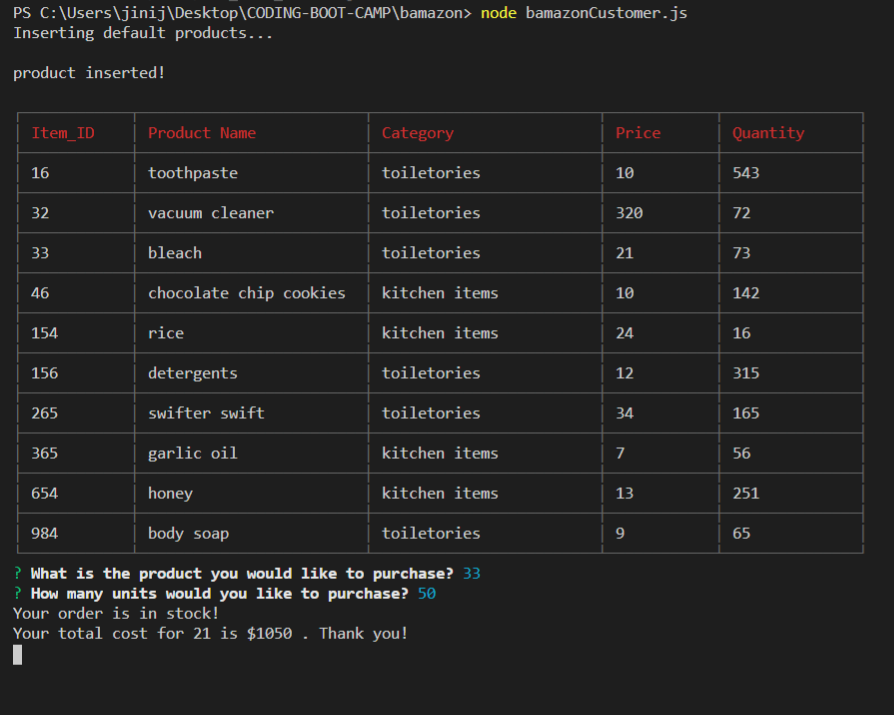 PS C:\Users\jinij\Desktop\CODING-BOOT-CAMP\bamazon> node bamazonCustomer.js
Inserting default products...
product inserted!
Item_ID Product Name Category Price Quantity
16 toothpaste toiletories 10 543
32 vacuum cleaner toiletories 320 72
33 bleach toiletories 21 73
46 chocolate chip cookies kitchen items 10 142
154 rice kitchen items 24 16
156 detergents toiletories 12 315
265 swifter swift toiletories 34 165
365 garlic oil kitchen items 7 56
654 honey kitchen items 13 251
984 body soap toiletories 9 65
? What is the product you would like to purchase? 33
? How many units would you like to purchase? 50
Your order is in stock!
Your total cost for 21 is $1050 . Thank you!